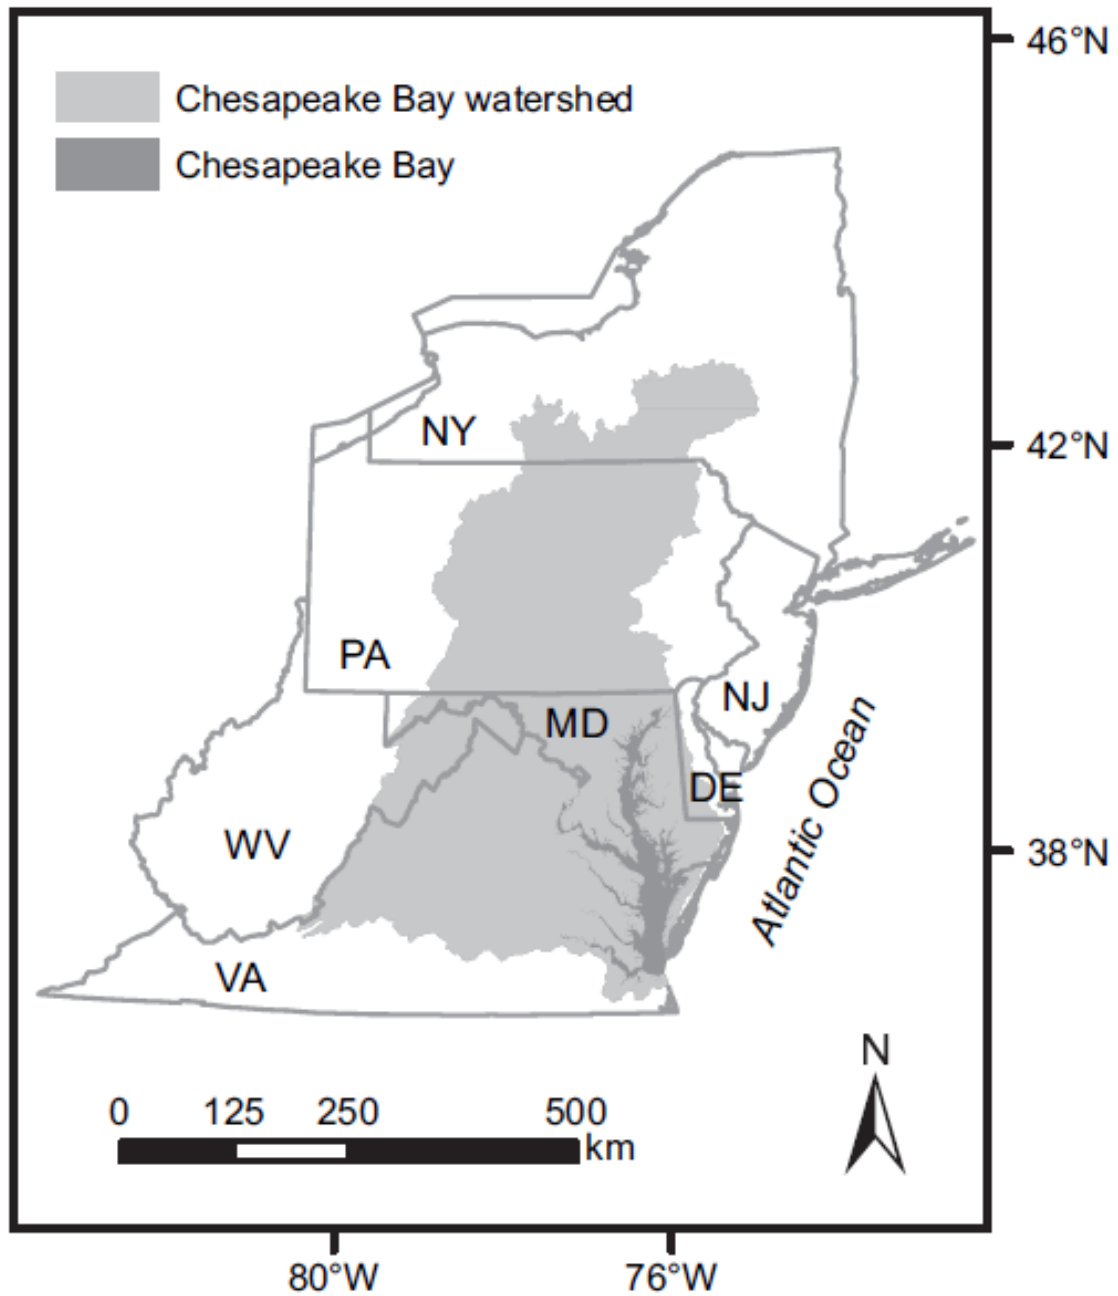 46°N
Chesapeake Bay watershed
Chesapeake Bay
NY
42°N
PA
NJ
MD
DE
WV
38°N
Atlantic Ocean
VA
N
0 125 250 500
km
80°W 76°W